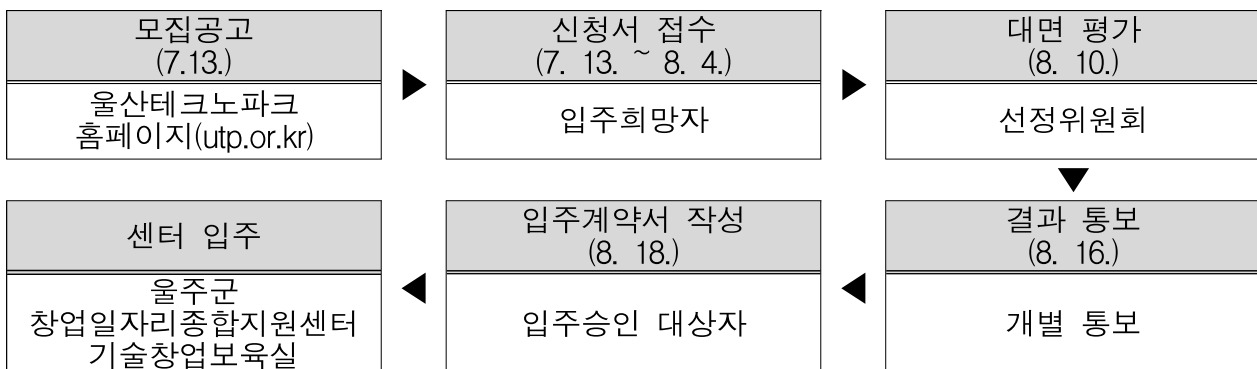 모집공고
(7.13.)
울산테크노파크
홈페이지(utp.or.kr)
신청서 접수
(7. 13. ~ 8. 4.)
입주희망자
대면 평가
(8. 10.)
선정위원회
결과 통보
(8. 16.)
개별 통보
입주계약서 작성
(8. 18.)
입주승인 대상자
센터 입주
울주군
창업일자리종합지원센터
기술창업보육실